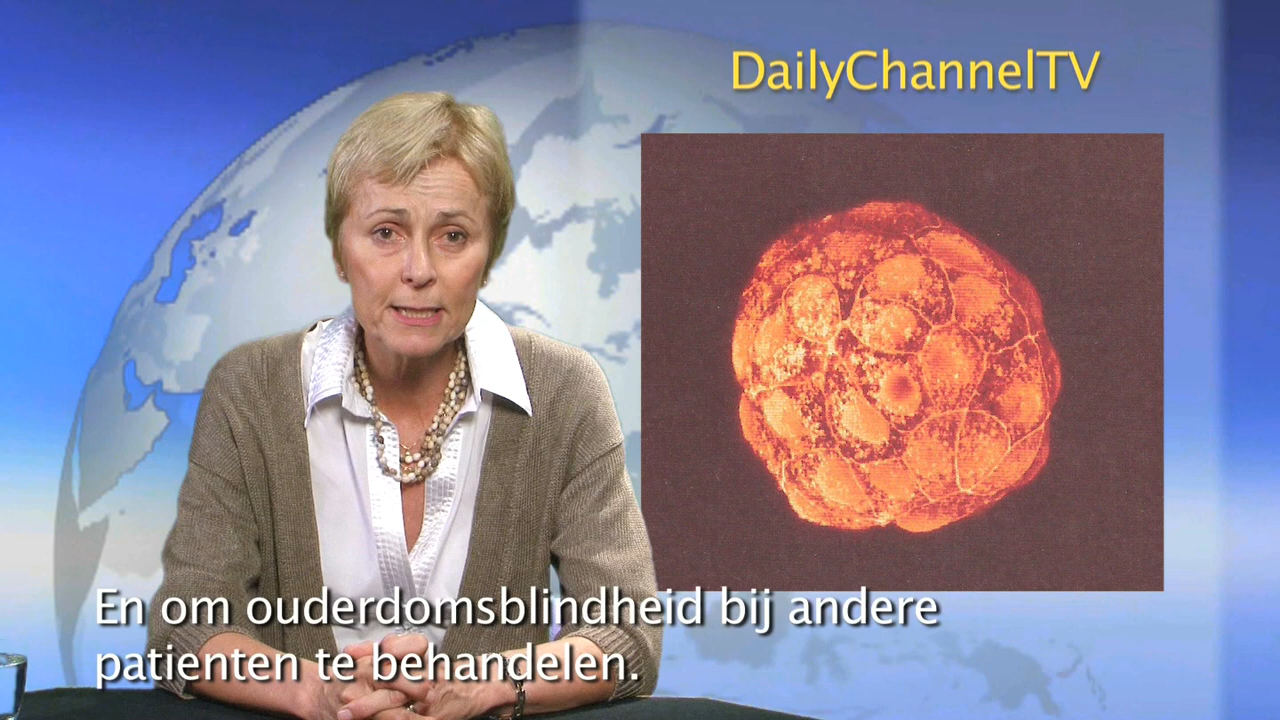 DailyChannelTV
En om ouderdomsblindheid bij andere
patienten te behandelen.